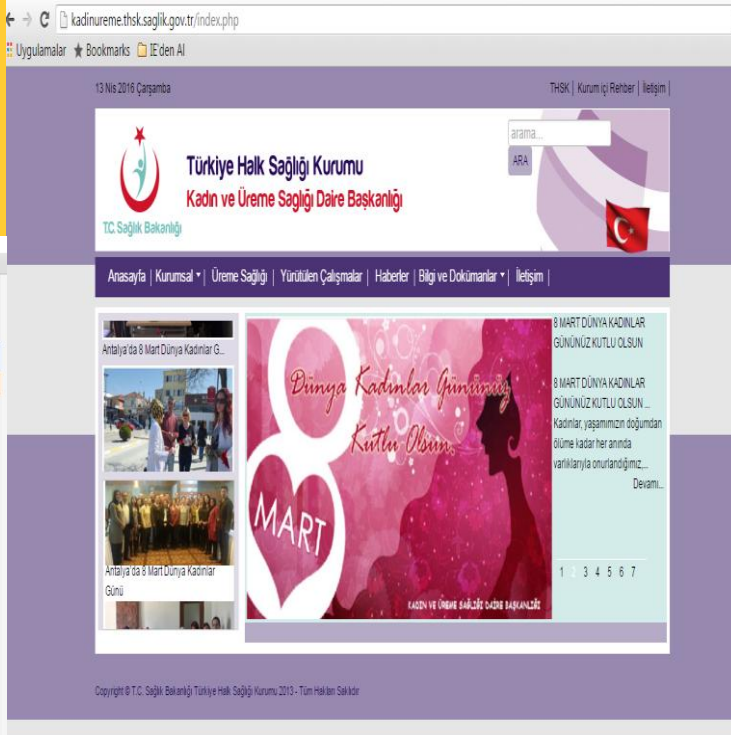 kadinureme.thsk.saglik.gov.tr/index.php
Uygulamalar Bookmarks IE'den Al
13 Nis 2016 Çarşamba THSK | Kurum içi Rehber | İletişim |
arama...
ARA
Türkiye Halk Sağlığı Kurumu
Kadın ve Üreme Saglığı Daire Başkanlığı
T.C. Sağlık Bakanlığı
Anasayfa | Kurumsal | Üreme Sağlığı | Yürütülen Çalışmalar | Haberler | Bilgi ve Dokümanlar | İletişim |
Antalya'da 8 Mart Dünya Kadınlar G...
Antalya'da 8 Mart Dünya Kadınlar
Günü
Dünya Kadınlar Gününüz
Kutlu Olsun.
8
MART
KADIN VE ÜREME SAĞLIĞI DAİRE BAŞKANLIĞI
8 MART DÜNYA KADINLAR
GÜNÜNÜZ KUTLU OLSUN
8 MART DÜNYA KADINLAR
GÜNÜNÜZ KUTLU OLSUN ...
Kadınlar, yaşamımızın doğumdan
ölüme kadar her anında
varlıklarıyla onurlandığımız,...
Devamı...
1 2 3 4 5 6 7
Copyright © T.C. Sağlık Bakanlığı Türkiye Halk Sağlığı Kurumu 2013 - Tüm Hakları Saklıdır